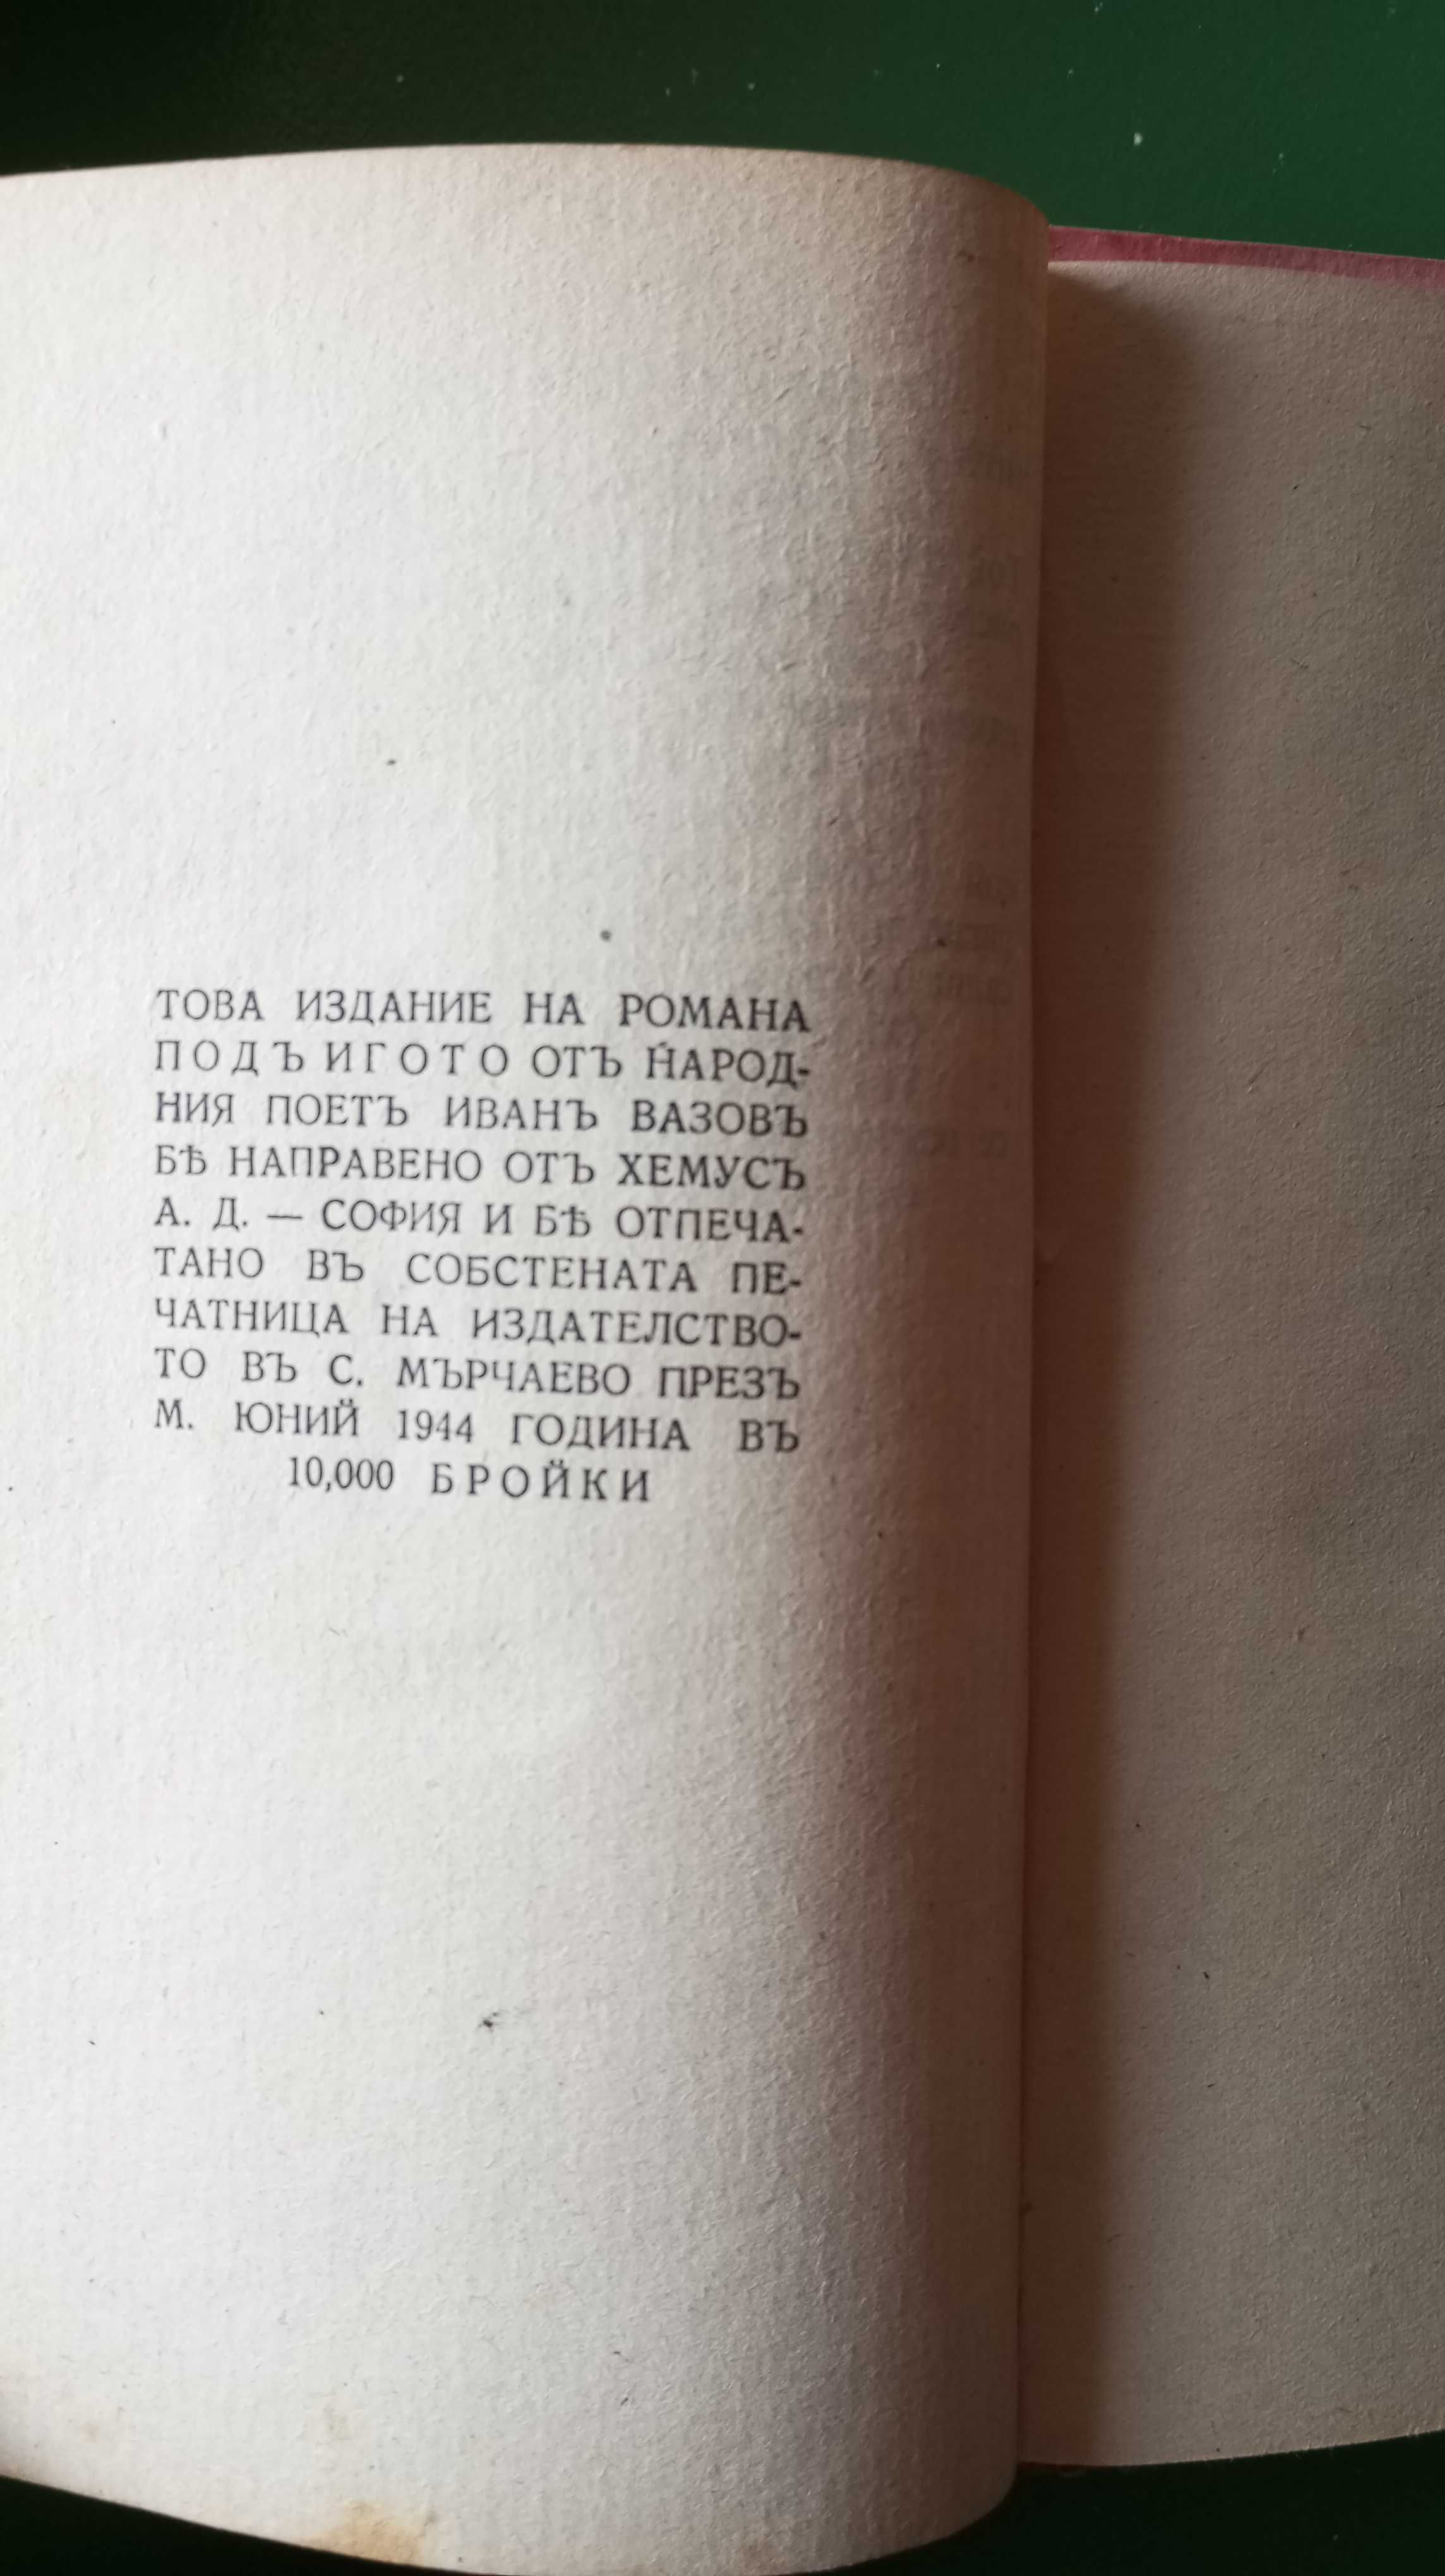 ТОВА ИЗДАНИЕ НА РОМАНА
ПОДЪ ИГОТО ОТЪ НАРОД-
НИЯ ПОЕТЪ ИВАНЪ ВАЗОВЪ
БѢ НАПРАВЕНО ОТЪ ХЕМУСЪ
А. Д. — СОФИЯ И БѢ ОТПЕЧА-
ТАНО ВЪ СОБСТЕНАТА ПЕ-
ЧАТНИЦА НА ИЗДАТЕЛСТВО-
ТО ВЪ С. МЪРЧАЕВО ПРЕЗЪ
М. ЮНИЙ 1944 ГОДИНА ВЪ
10,000 БРОЙКИ